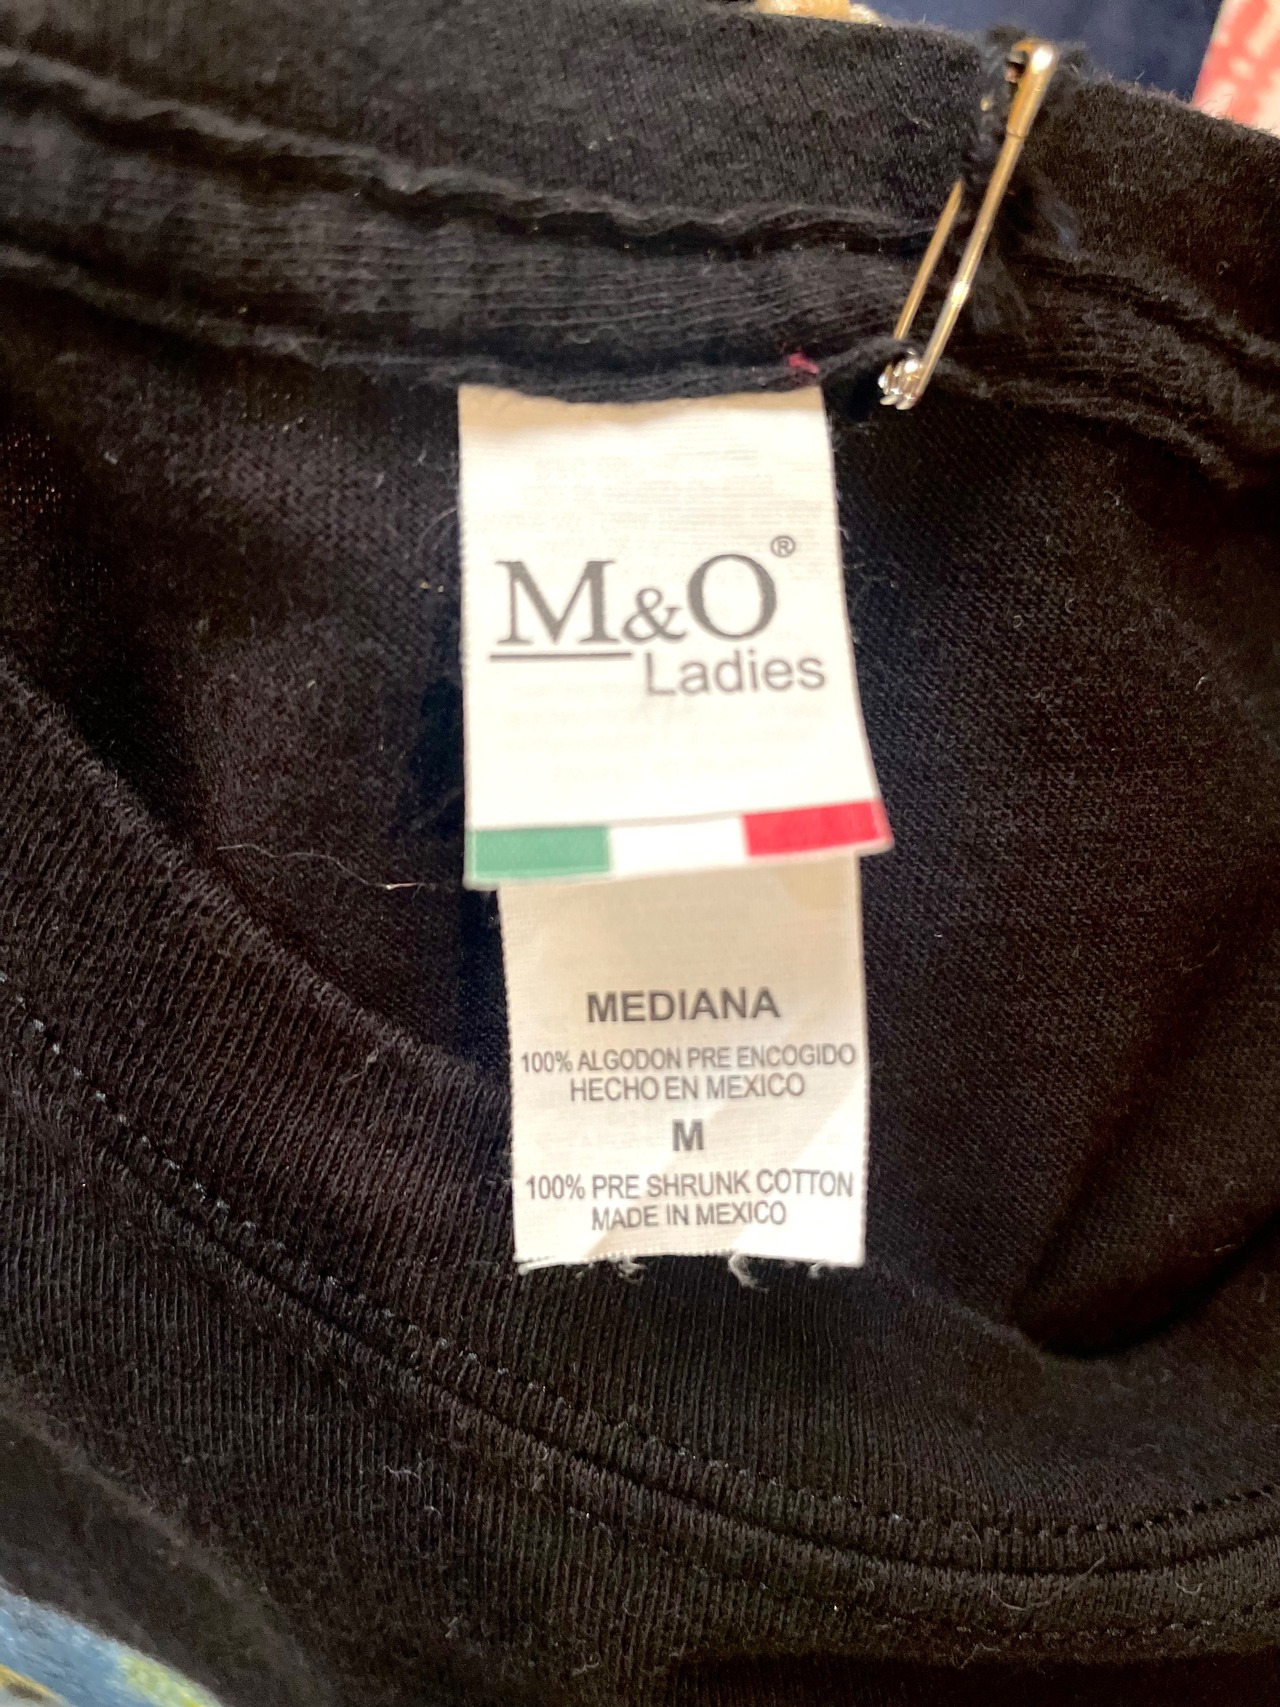 M&O®
Ladies
MEDIANA
100% ALGODON PRE ENCOGIDO
HECHO EN MEXICO
M
100% PRE SHRUNK COTTON
MADE IN MEXICO